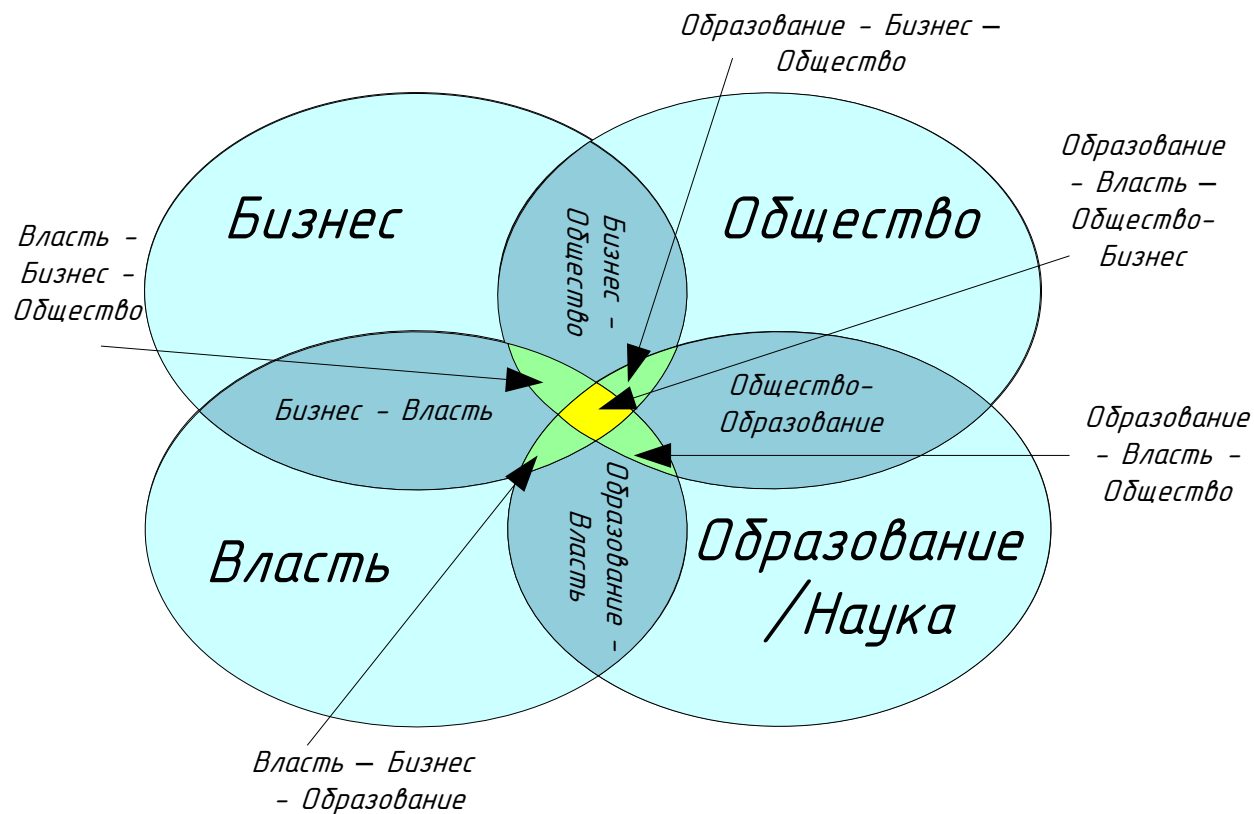 Образование - Бизнес —
Общество
Образование
- Власть —
Общество-
Бизнес
Бизнес
Общество
Власть -
Бизнес -
Общество
Бизнес -
Общество
Бизнес - Власть
Общество-
Образование
Образование
- Власть -
Общество
Власть
Образование -
Власть
Образование
/Наука
Власть — Бизнес
- Образование